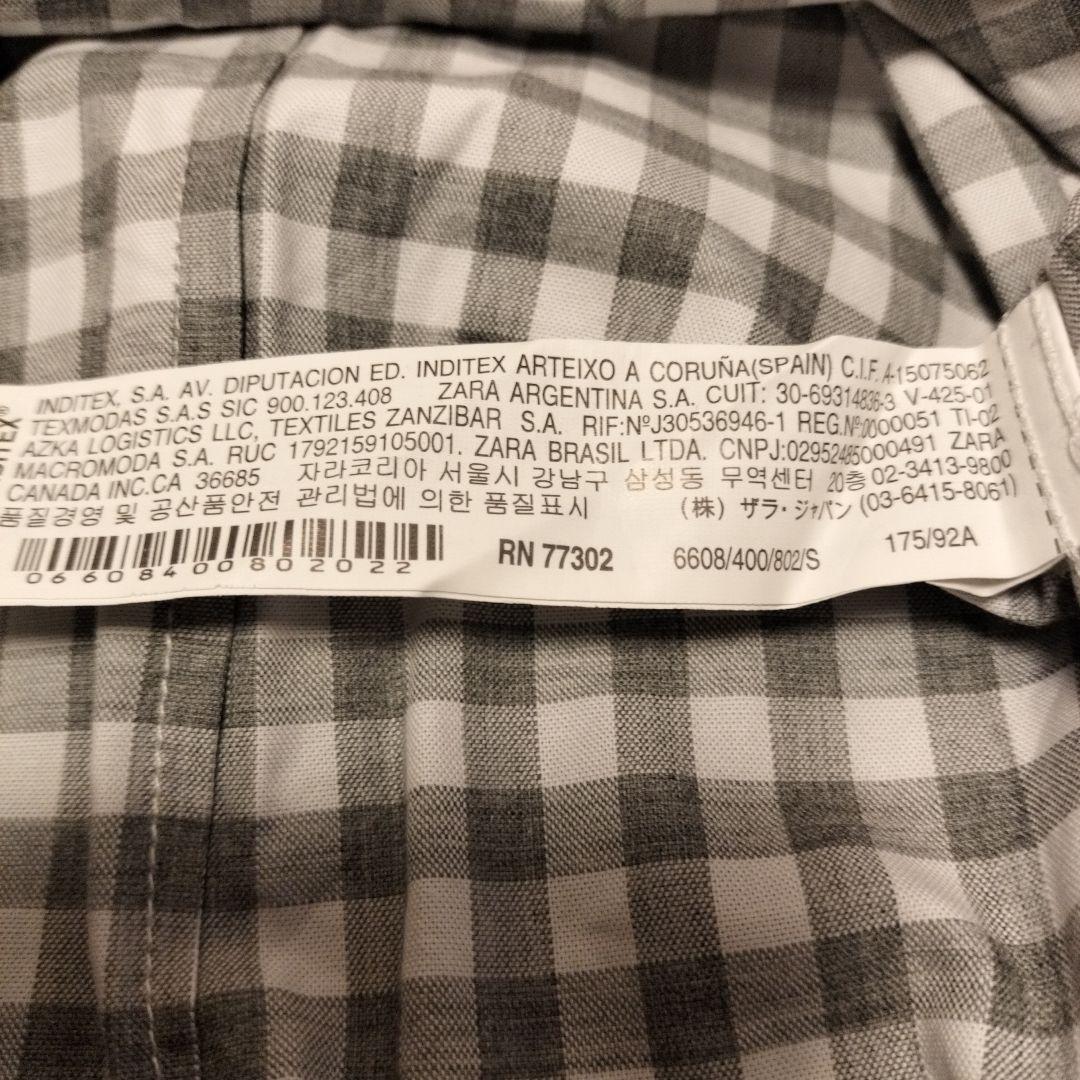 INDITEX, S.A. AV. DIPUTACION ED. INDITEX ARTEIXO A CORUÑA(SPAIN) C.I.F. A-15075062
TEXMODAS S.A.S SIC 900.123.408 ZARA ARGENTINA S.A. CUIT: 30-69314836-3 V-425-01
AZKA LOGISTICS LLC, TEXTILES ZANZIBAR S.A. RIF:NºJ30536946-1 REG.Nº:0000051 TI-02
MACROMODA S.A. RUC 1792159105001. ZARA BRASIL LTDA. CNPJ:02952485000491 ZARA
CANADA INC.CA 36685 자라코리아 서울시 강남구 삼성동 무역센터 20층 02-3413-9800
품질경영 및 공산품안전 관리법에 의한 품질표시 (株) ザラ・ジャパン (03-6415-8061)
0660840080202​2
RN 77302 6608/400/802/S 175/92A